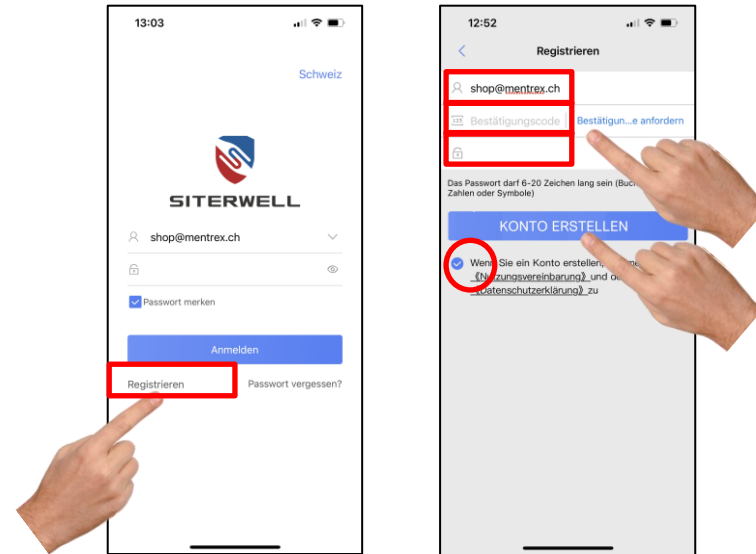 13:03
Schweiz
SITERWELL
shop@mentrex.ch
Passwort merken
Anmelden
Registrieren
Passwort vergessen?
12:52
Registrieren
shop@mentrex.ch
123
Bestätigungscode
Bestätigun...e anfordern
Das Passwort darf 6-20 Zeichen lang sein
Zahlen oder Symbole)
KONTO ERSTELLEN
Wenn Sie ein Konto erstellen,
《Nutzungsvereinbarung》 und
《Datenschutzerklärung》 zu